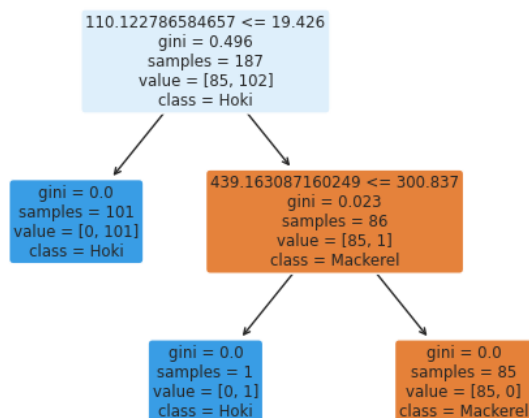 110.122786584657 <= 19.426
gini = 0.496
samples = 187
value = [85, 102]
class = Hoki
gini = 0.0
samples = 101
value = [0, 101]
class = Hoki
439.163087160249 <= 300.837
gini = 0.023
samples = 86
value = [85, 1]
class = Mackerel
gini = 0.0
samples = 1
value = [0, 1]
class = Hoki
gini = 0.0
samples = 85
value = [85, 0]
class = Mackerel